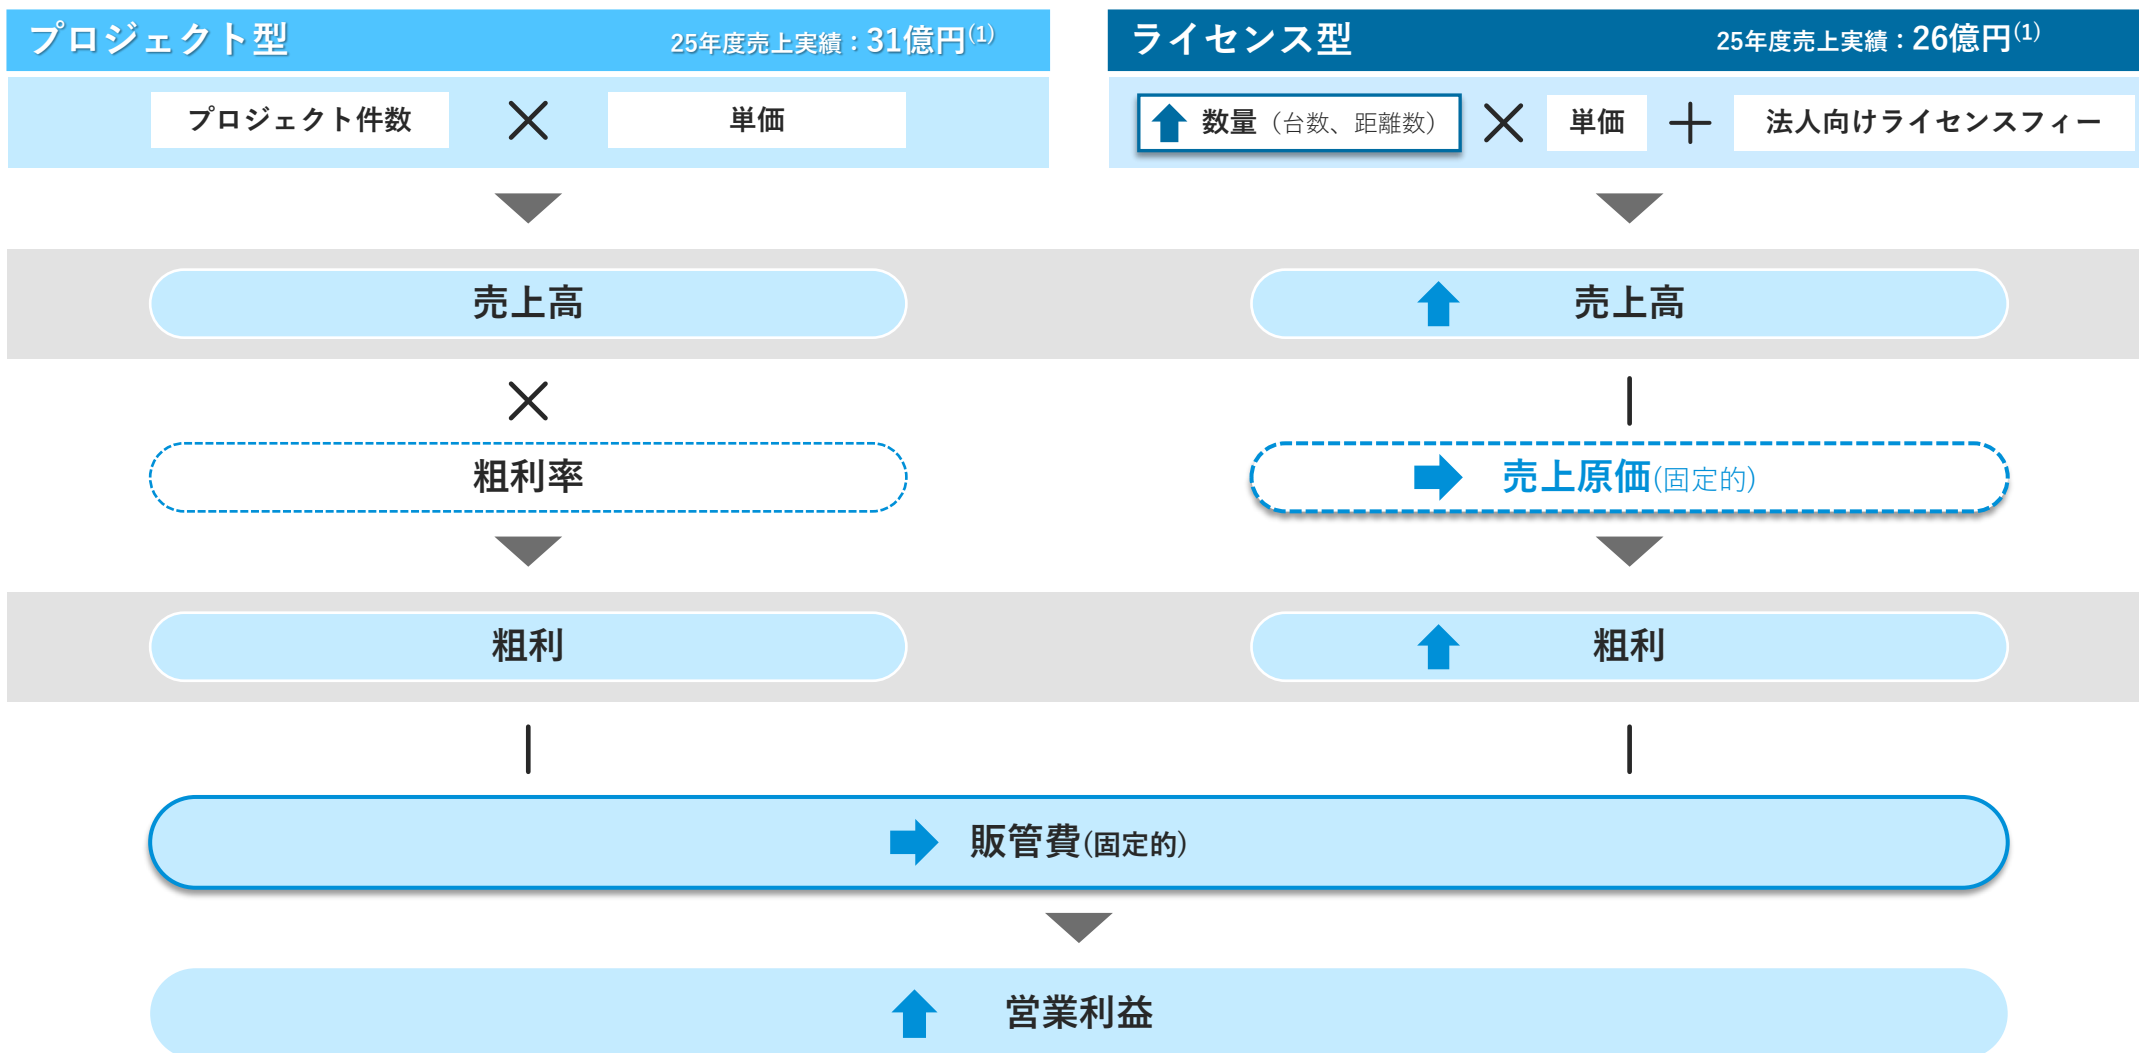 プロジェクト型
25年度売上実績：31億円(1)
プロジェクト件数 × 単価
売上高
×
粗利率
粗利
ライセンス型
25年度売上実績：26億円(1)
数量（台数、距離数） × 単価 + 法人向けライセンスフィー
売上高
売上原価(固定的)
粗利
販管費(固定的)
営業利益